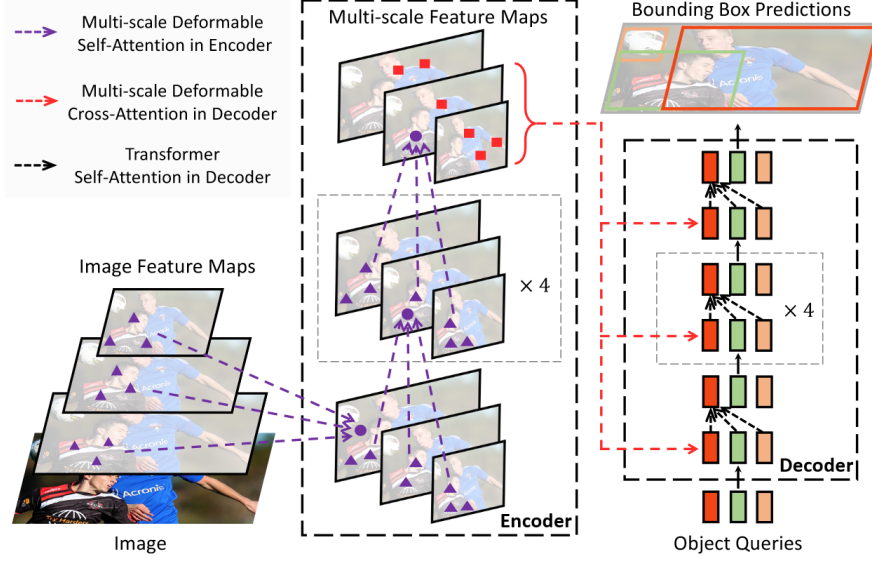 Multi-scale Deformable
Self-Attention in Encoder
Multi-scale Deformable
Cross-Attention in Decoder
Transformer
Self-Attention in Decoder
Multi-scale Feature Maps
Bounding Box Predictions
Acronis
Image Feature Maps
× 4
× 4
Acronis
Acronis
Acronis
Encoder
Decoder
Image
Object Queries